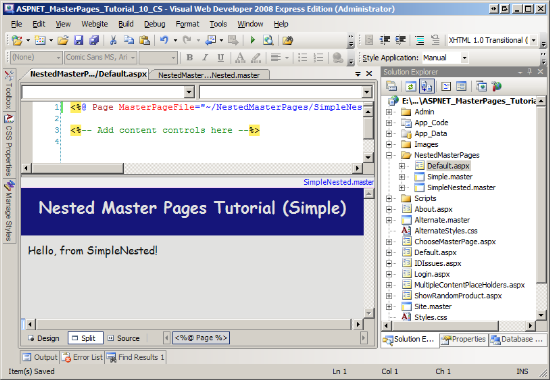 ASPNET_MasterPages_Tutorial_10_CS - Visual Web Developer 2008 Express Edition (Administrator)
File Edit View Website Build Debug Format Tools Window Help
XHTML 1.0 Transitional (
(None) Comic Sans MS, Ari Style Application: Manual
NestedMasterP.../Default.aspx NestedMaster...Nested.master
Solution Explorer
Toolbox
CSS Properties
Manage Styles
1 <%@ Page MasterPageFile="~/NestedMasterPages/SimpleNes
2
3 <%-- Add content controls here --%>
4
SimpleNested.master
Nested Master Pages Tutorial (Simple)
Hello, from SimpleNested!
Design Split Source <%@ Page %>
E:\...\ASPNET_MasterPages_Tutoria
Admin
App_Code
App_Data
Images
NestedMasterPages
Default.aspx
Simple.master
SimpleNested.master
Scripts
About.aspx
Alternate.master
AlternateStyles.css
ChooseMasterPage.aspx
Default.aspx
IDIssues.aspx
Login.aspx
MultipleContentPlaceHolders.aspx
ShowRandomProduct.aspx
Site.master
Styles.css
Solution E... Properties Database ...
Output Error List Find Results 1
Item(s) Saved Ln 1 Col 1 Ch 1 INS